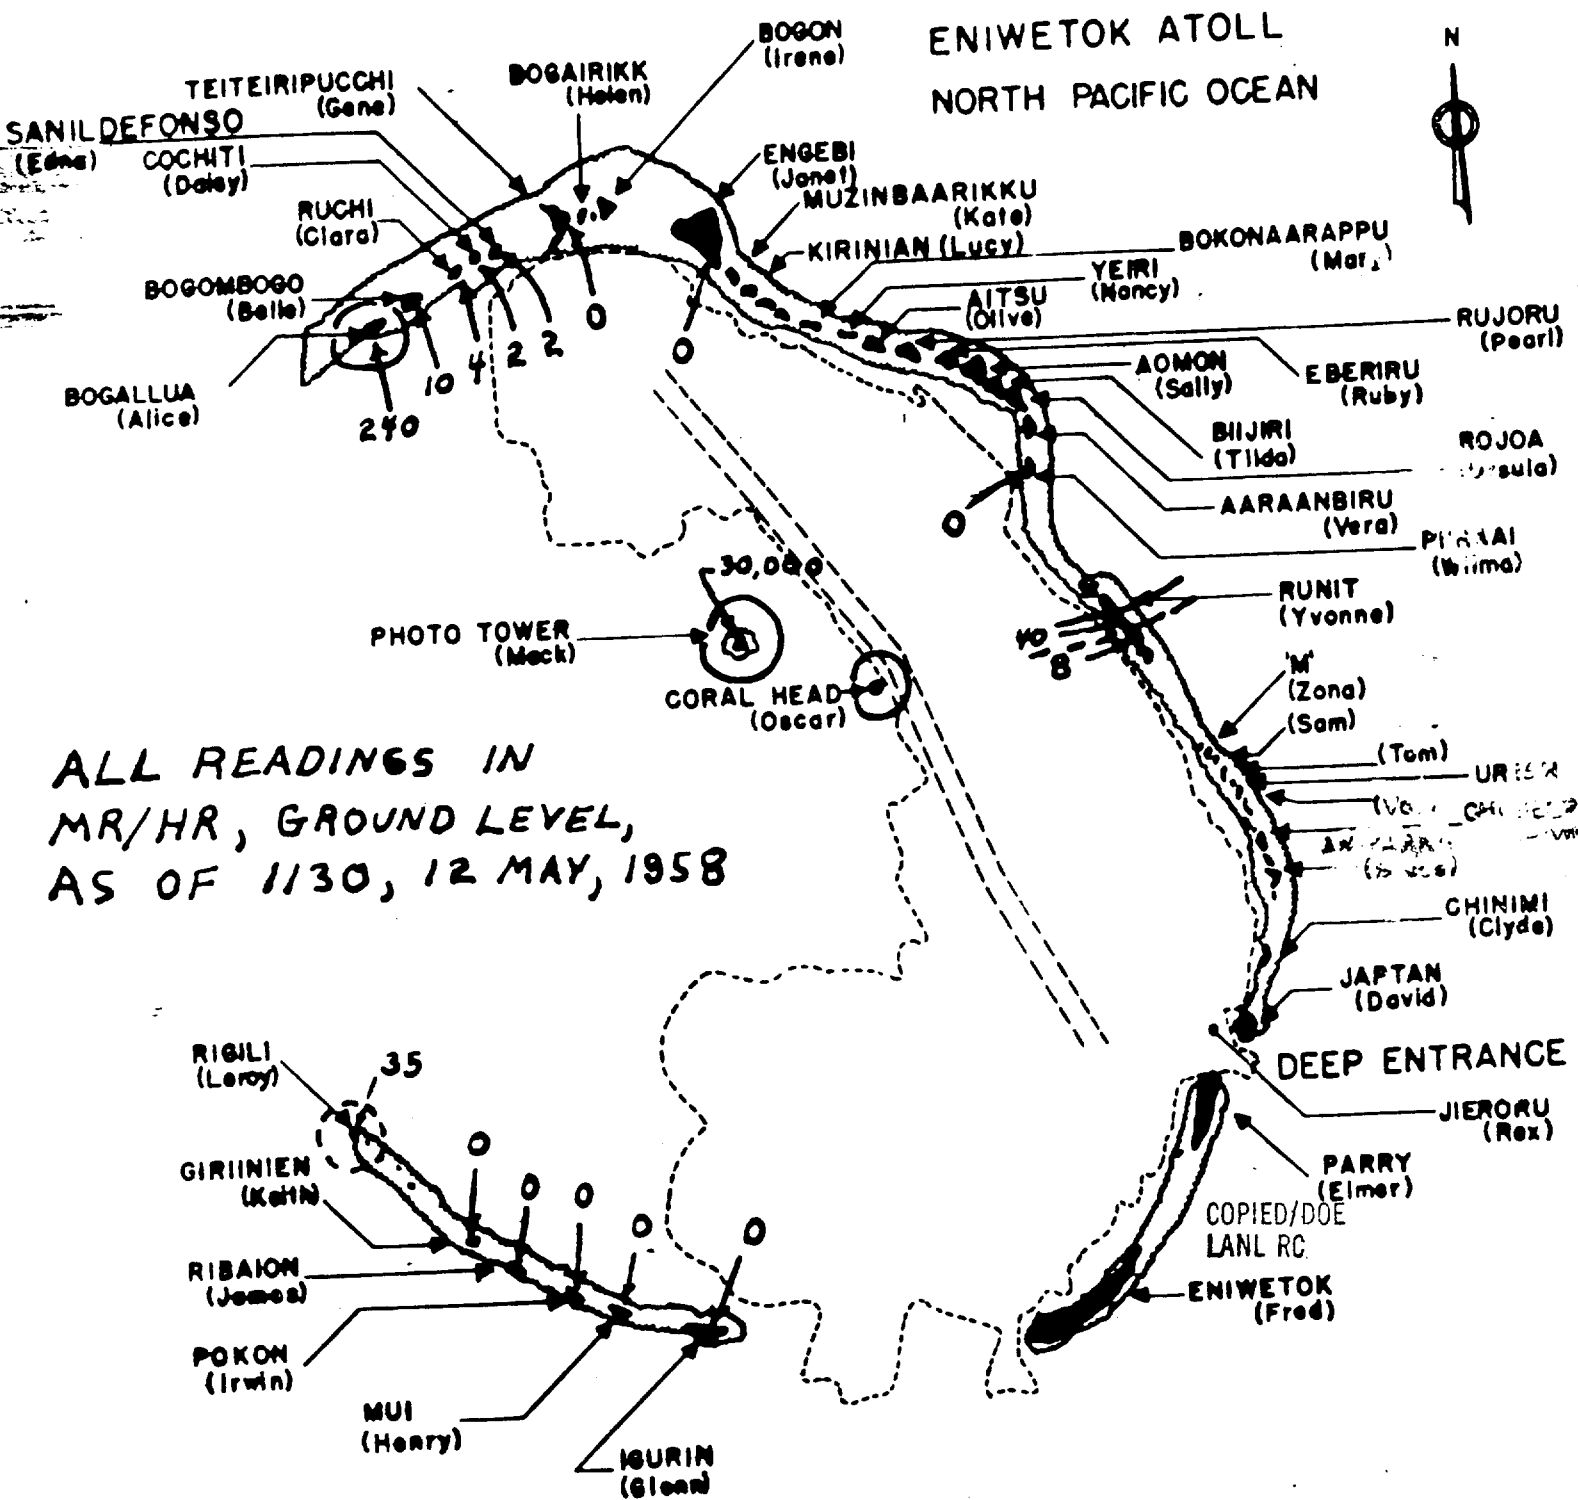 ENIWETOK ATOLL
NORTH PACIFIC OCEAN
N
BOGON
(Irene)
BOGAIRIKK
(Helen)
TEITEIRIPUCCHI
(Gene)
SANILDEFONSO
(Edna)
COCHITI
(Daisy)
RUCHI
(Clara)
BOGOMBOGO
(Belle)
BOGALLUA
(Alice)
240
10
4
2
2
0
0
ENGEBI
(Janet)
MUZINBAARIKKU
(Kate)
KIRINIAN (Lucy)
BOKONAARAPPU
YEIRI
(Nancy)
AITSU
(Olive)
RUJORU
(Pearl)
EBERIRU
(Ruby)
AOMON
(Sally)
BIIJIRI
(Tilda)
ROJOA
AARAANBIRU
(Vera)
(Wilma)
0
30,000
PHOTO TOWER
(Mack)
CORAL HEAD
(Oscar)
RUNIT
(Yvonne)
40
8
'M'
(Zona)
(Sam)
(Tom)
CHINIMI
(Clyde)
JAPTAN
(David)
DEEP ENTRANCE
JIERORU
(Rex)
PARRY
(Elmer)
COPIED/DOE
LANL RC
ENIWETOK
(Fred)
ALL READINGS IN
MR/HR, GROUND LEVEL,
AS OF 1130, 12 MAY, 1958
RIGILI
(Leroy)
35
GIRIINIEN
(Keith)
0
0
0
0
0
RIBAION
(James)
POKON
(Irwin)
MUI
(Henry)
IGURIN
(Glenn)